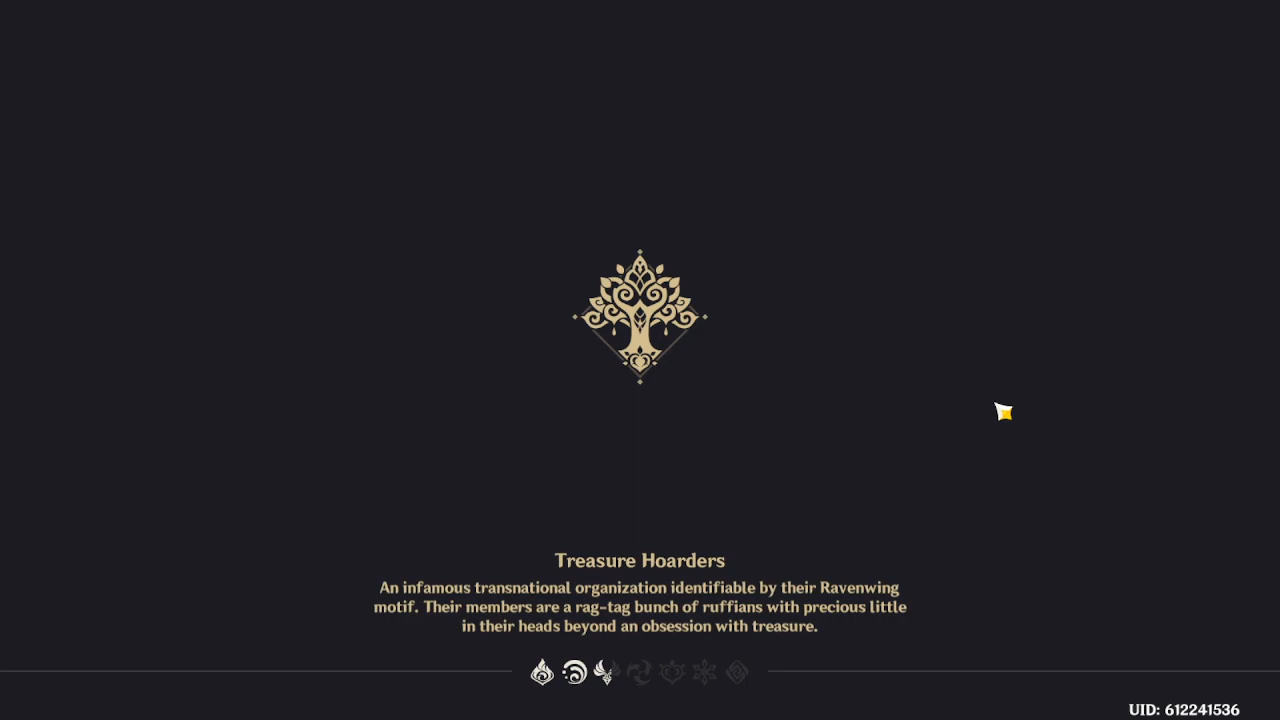 Treasure Hoarders
An infamous transnational organization identifiable by their Ravenwing
motif. Their members are a rag-tag bunch of ruffians with precious little
in their heads beyond an obsession with treasure.
UID: 612241536